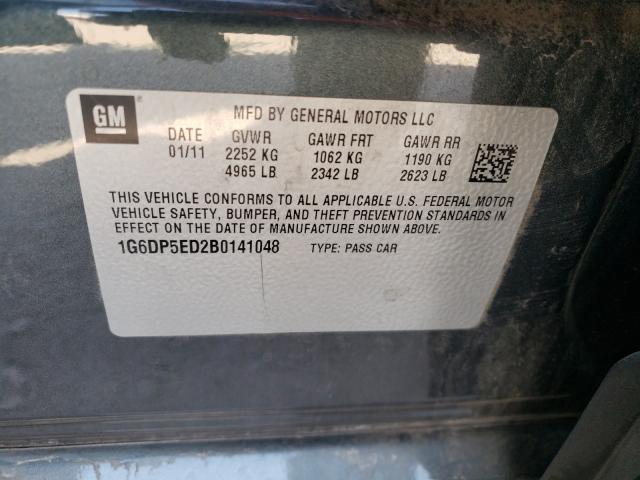 GM
MFD BY GENERAL MOTORS LLC
DATE GVWR GAWR FRT GAWR RR
01/11 2252 KG 1062 KG 1190 KG
4965 LB 2342 LB 2623 LB
THIS VEHICLE CONFORMS TO ALL APPLICABLE U.S. FEDERAL MOTOR
VEHICLE SAFETY, BUMPER, AND THEFT PREVENTION STANDARDS IN
EFFECT ON THE DATE OF MANUFACTURE SHOWN ABOVE.
1G6DP5ED2B0141048 TYPE: PASS CAR